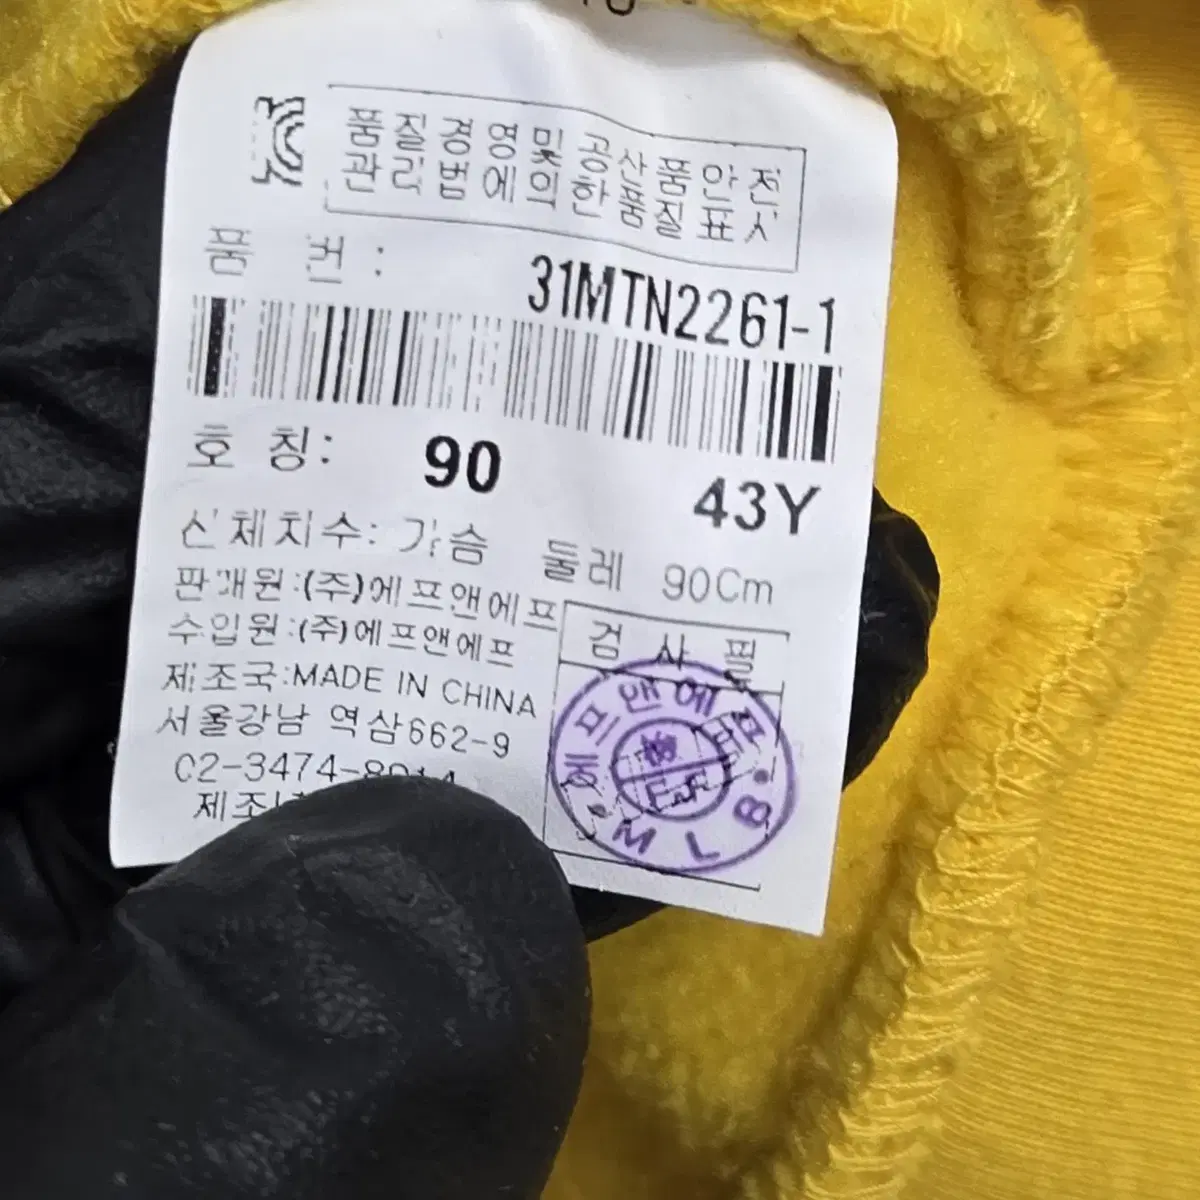 품질경영및공산품안전
관리법에의한품질표시
품 번 :
31MTN2261-1
호 칭: 90 43Y
신체치수: 가슴 둘레 90Cm
판매원:(주)에프앤에프
수입원:(주)에프앤에프
제조국:MADE IN CHINA
서울강남 역삼662-9
검 사 필
에프앤에프
MLB